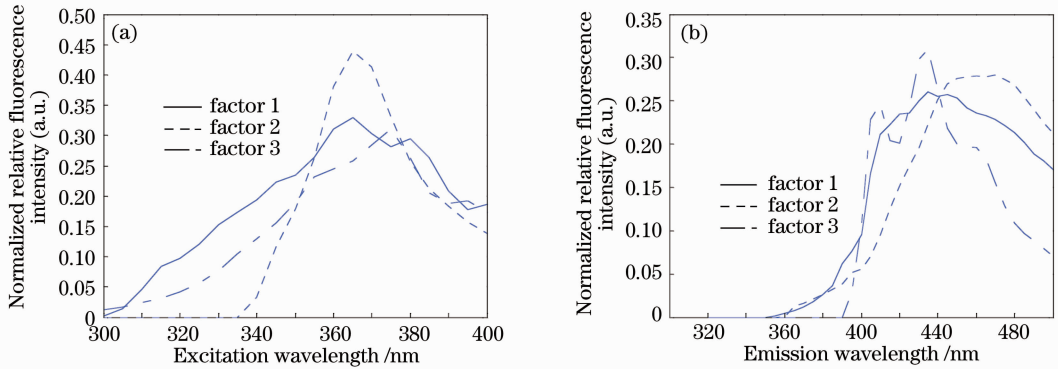 (a)
Normalized relative fluorescence
intensity (a.u.)
0.50
0.45
0.40
0.35
0.30
0.25
0.20
0.15
0.10
0.05
0
factor 1
factor 2
factor 3
300 320 340 360 380 400
Excitation wavelength /nm
(b)
Normalized relative fluorescence
intensity (a.u.)
0.35
0.30
0.25
0.20
0.15
0.10
0.05
0
factor 1
factor 2
factor 3
320 360 400 440 480
Emission wavelength /nm